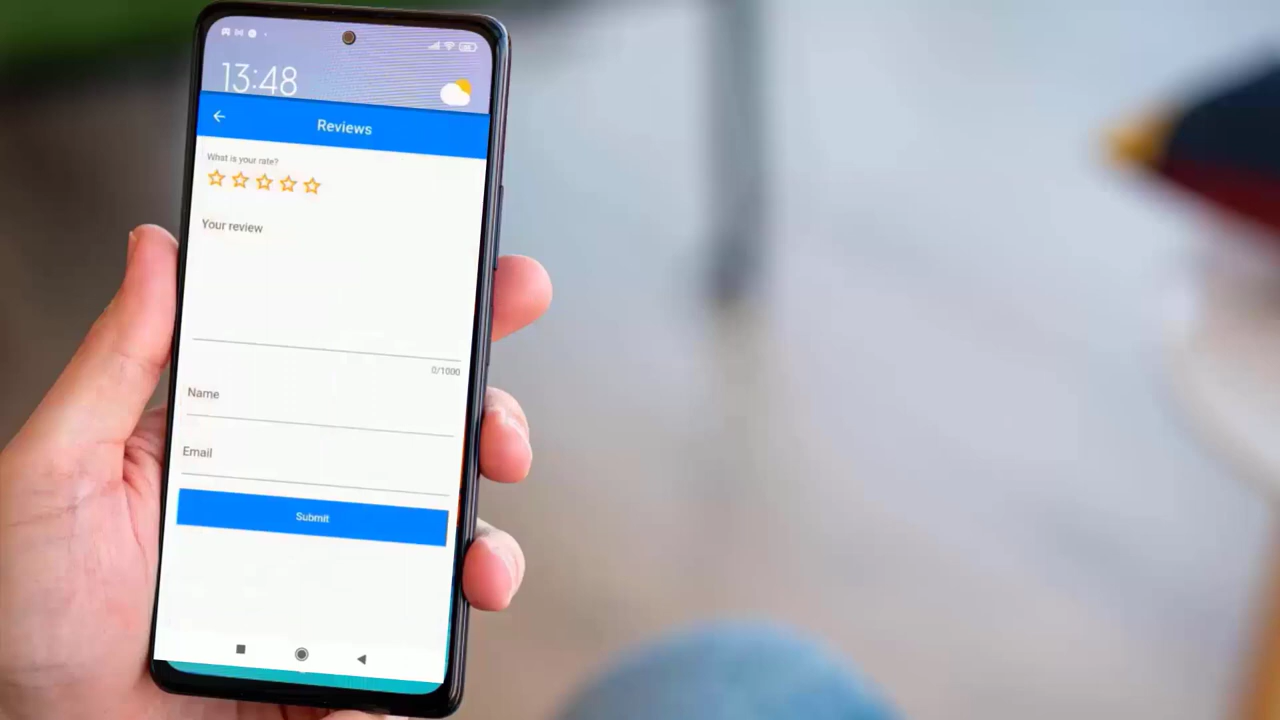 13:48
Reviews
What is your rate?
Your review
0/1000
Name
Email
Submit